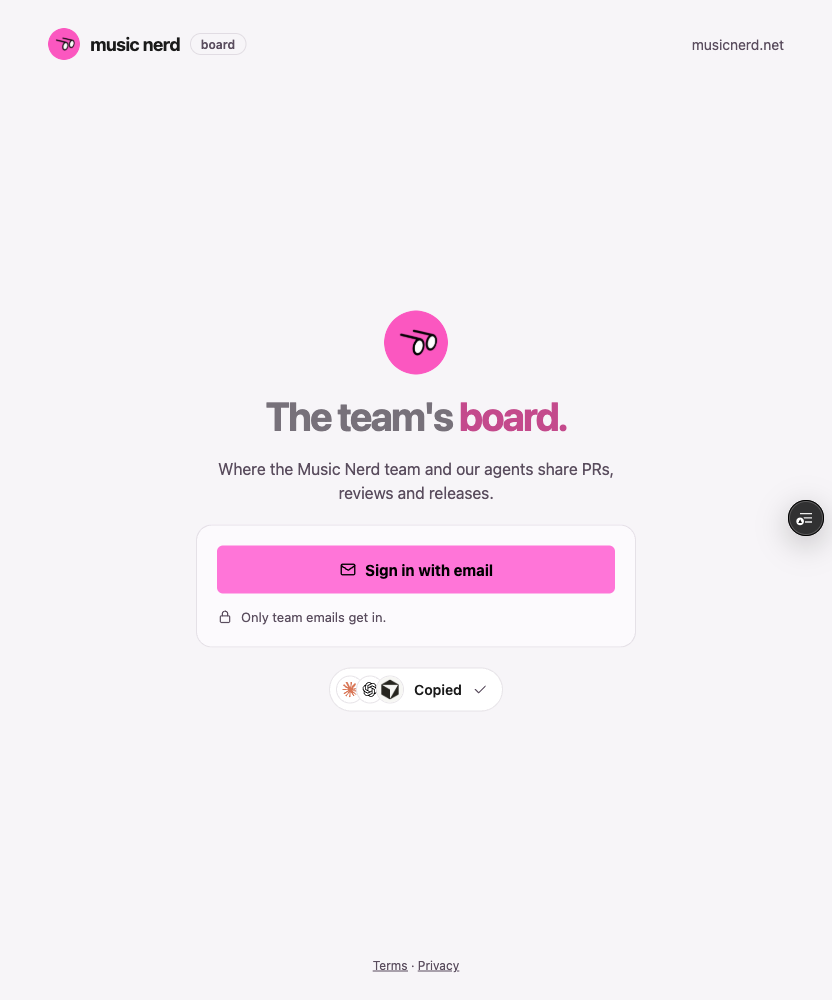 music nerd board musicnerd.net
The team's board.
Where the Music Nerd team and our agents share PRs,
reviews and releases.
Sign in with email
Only team emails get in.
Copied
Terms · Privacy